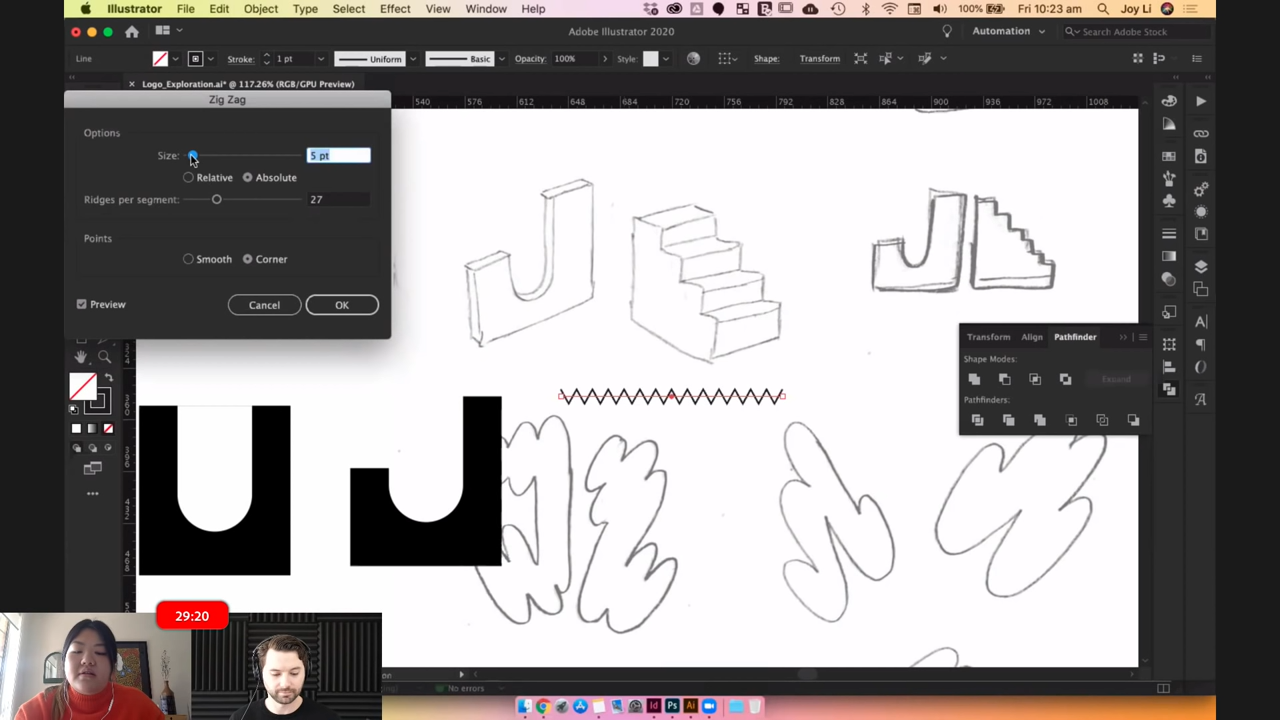 Illustrator File Edit Object Type Select Effect View Window Help 100% Fri 10:23 am Joy Li
Adobe Illustrator 2020 Automation Search Adobe Stock
Line Stroke: 1 pt Uniform Basic Opacity: 100% Style: Shape: Transform
× Logo_Exploration.ai* @ 117.26% (RGB/GPU Preview)
540 576 612 648 684 720 756 792 864 900 936 972 1008
Zig Zag
Options
Size: 5 pt
Relative Absolute
Ridges per segment: 27
Points
Smooth Corner
Preview Cancel OK
Transform Align Pathfinder
Shape Modes:
Expand
Pathfinders:
29:20
No errors